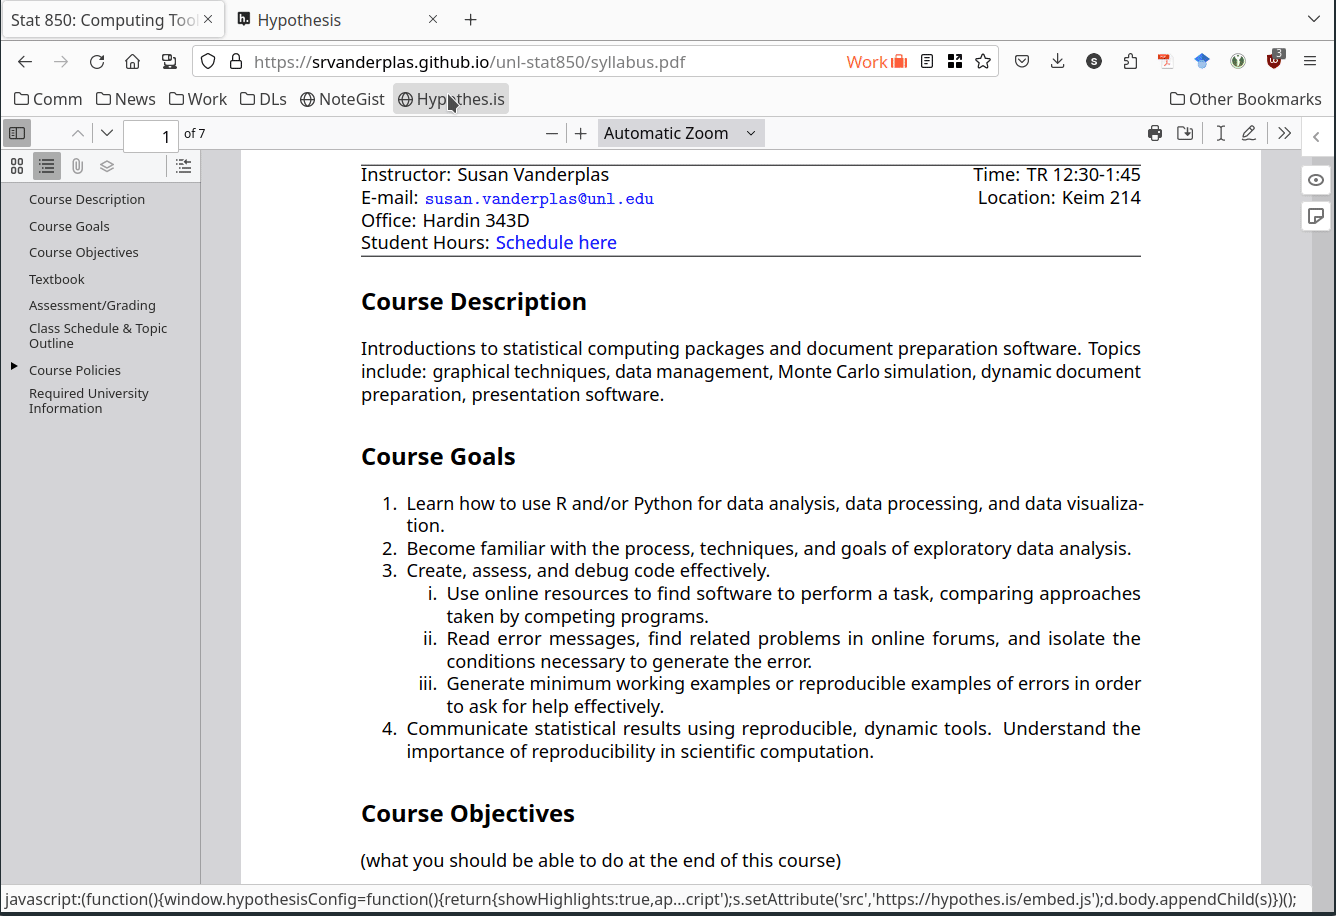 Stat 850: Computing Too
Hypothesis
https://srvanderplas.github.io/unl-stat850/syllabus.pdf
Work
3
Comm
News
Work
DLs
NoteGist
Hypothes.is
Other Bookmarks
1
of 7
Automatic Zoom
Course Description
Course Goals
Course Objectives
Textbook
Assessment/Grading
Class Schedule & Topic
Outline
Course Policies
Required University
Information
Instructor: Susan Vanderplas
Time: TR 12:30-1:45
E-mail: susan.vanderplas@unl.edu
Location: Keim 214
Office: Hardin 343D
Student Hours: Schedule here
Course Description
Introductions to statistical computing packages and document preparation software. Topics
include: graphical techniques, data management, Monte Carlo simulation, dynamic document
preparation, presentation software.
Course Goals
1. Learn how to use R and/or Python for data analysis, data processing, and data visualiza-
tion.
2. Become familiar with the process, techniques, and goals of exploratory data analysis.
3. Create, assess, and debug code effectively.
i. Use online resources to find software to perform a task, comparing approaches
taken by competing programs.
ii. Read error messages, find related problems in online forums, and isolate the
conditions necessary to generate the error.
iii. Generate minimum working examples or reproducible examples of errors in order
to ask for help effectively.
4. Communicate statistical results using reproducible, dynamic tools. Understand the
importance of reproducibility in scientific computation.
Course Objectives
(what you should be able to do at the end of this course)
javascript:(function(){window.hypothesisConfig=function(){return{showHighlights:true,ap...cript');s.setAttribute('src','https://hypothes.is/embed.js');d.body.appendChild(s)})();